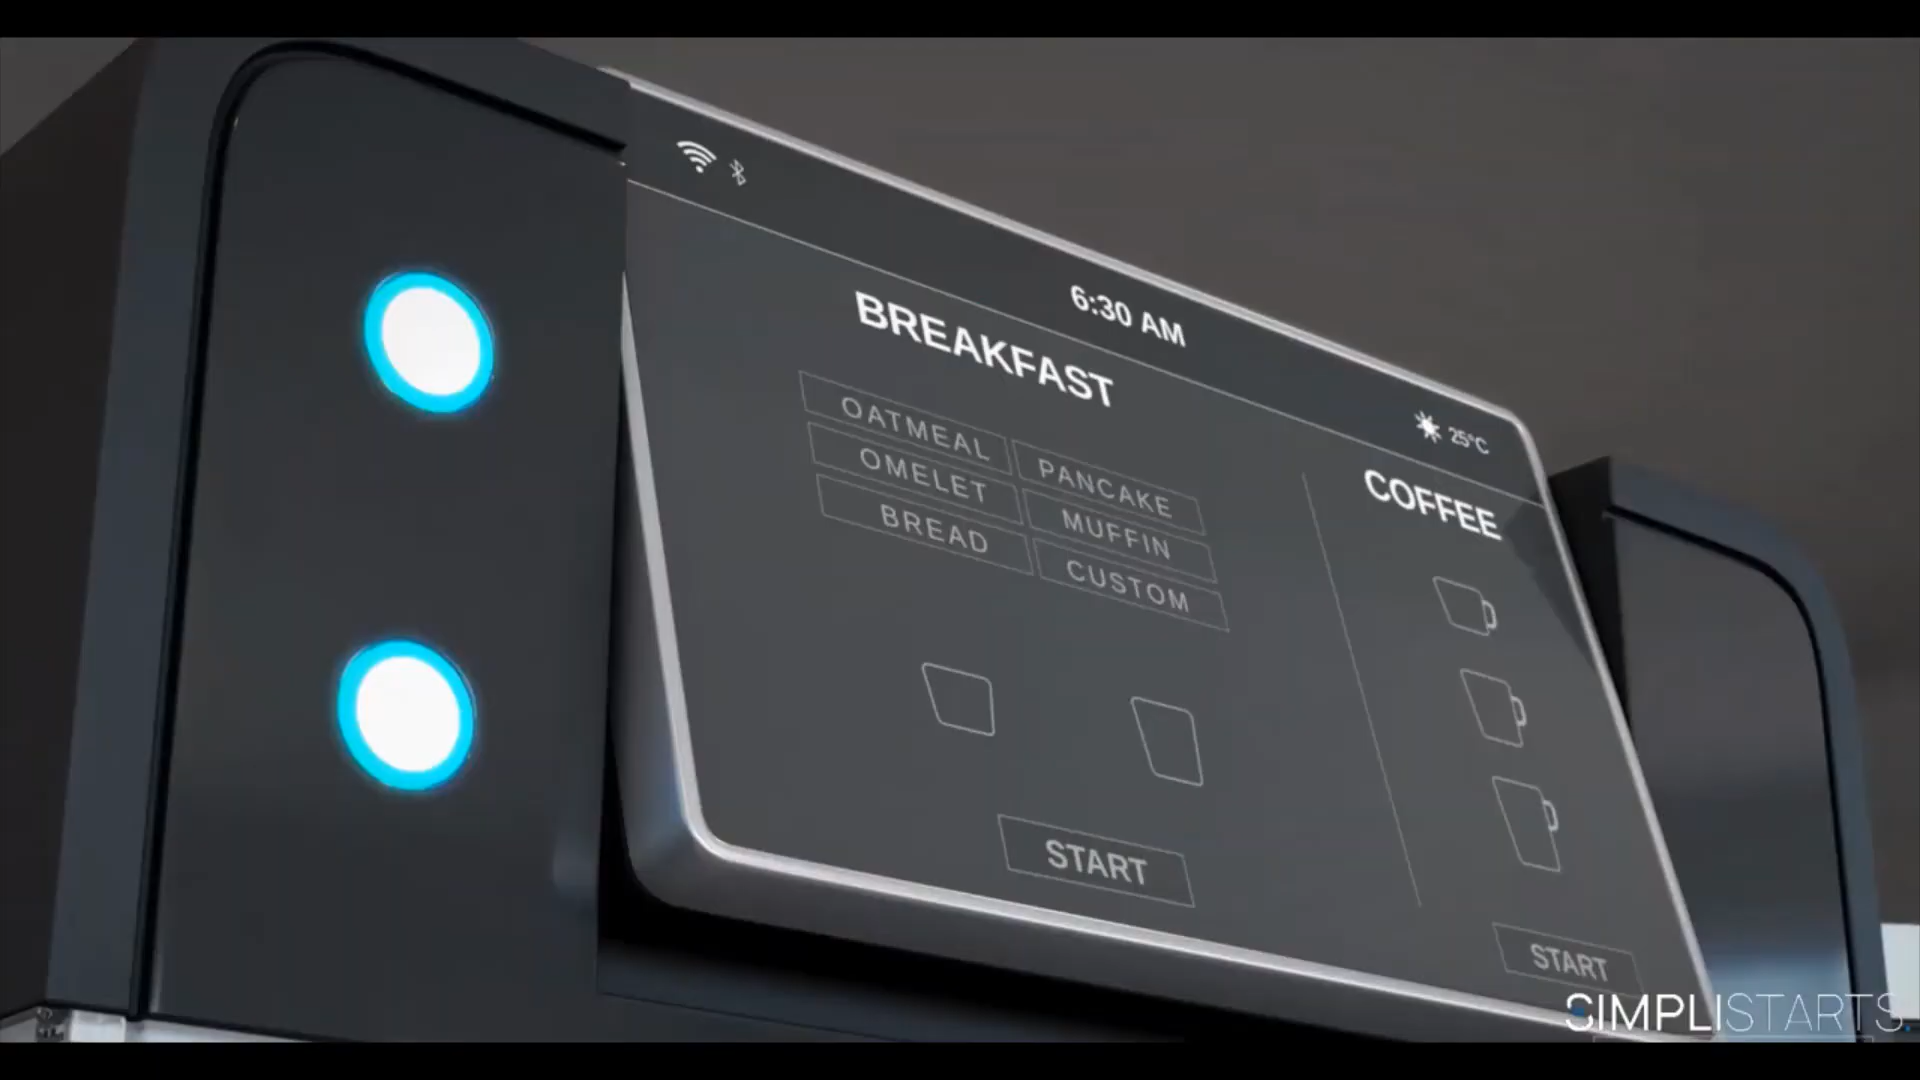 6:30 AM
25°C
BREAKFAST
OATMEAL
PANCAKE
OMELET
MUFFIN
BREAD
CUSTOM
START
COFFEE
START
SIMPLISTARTS